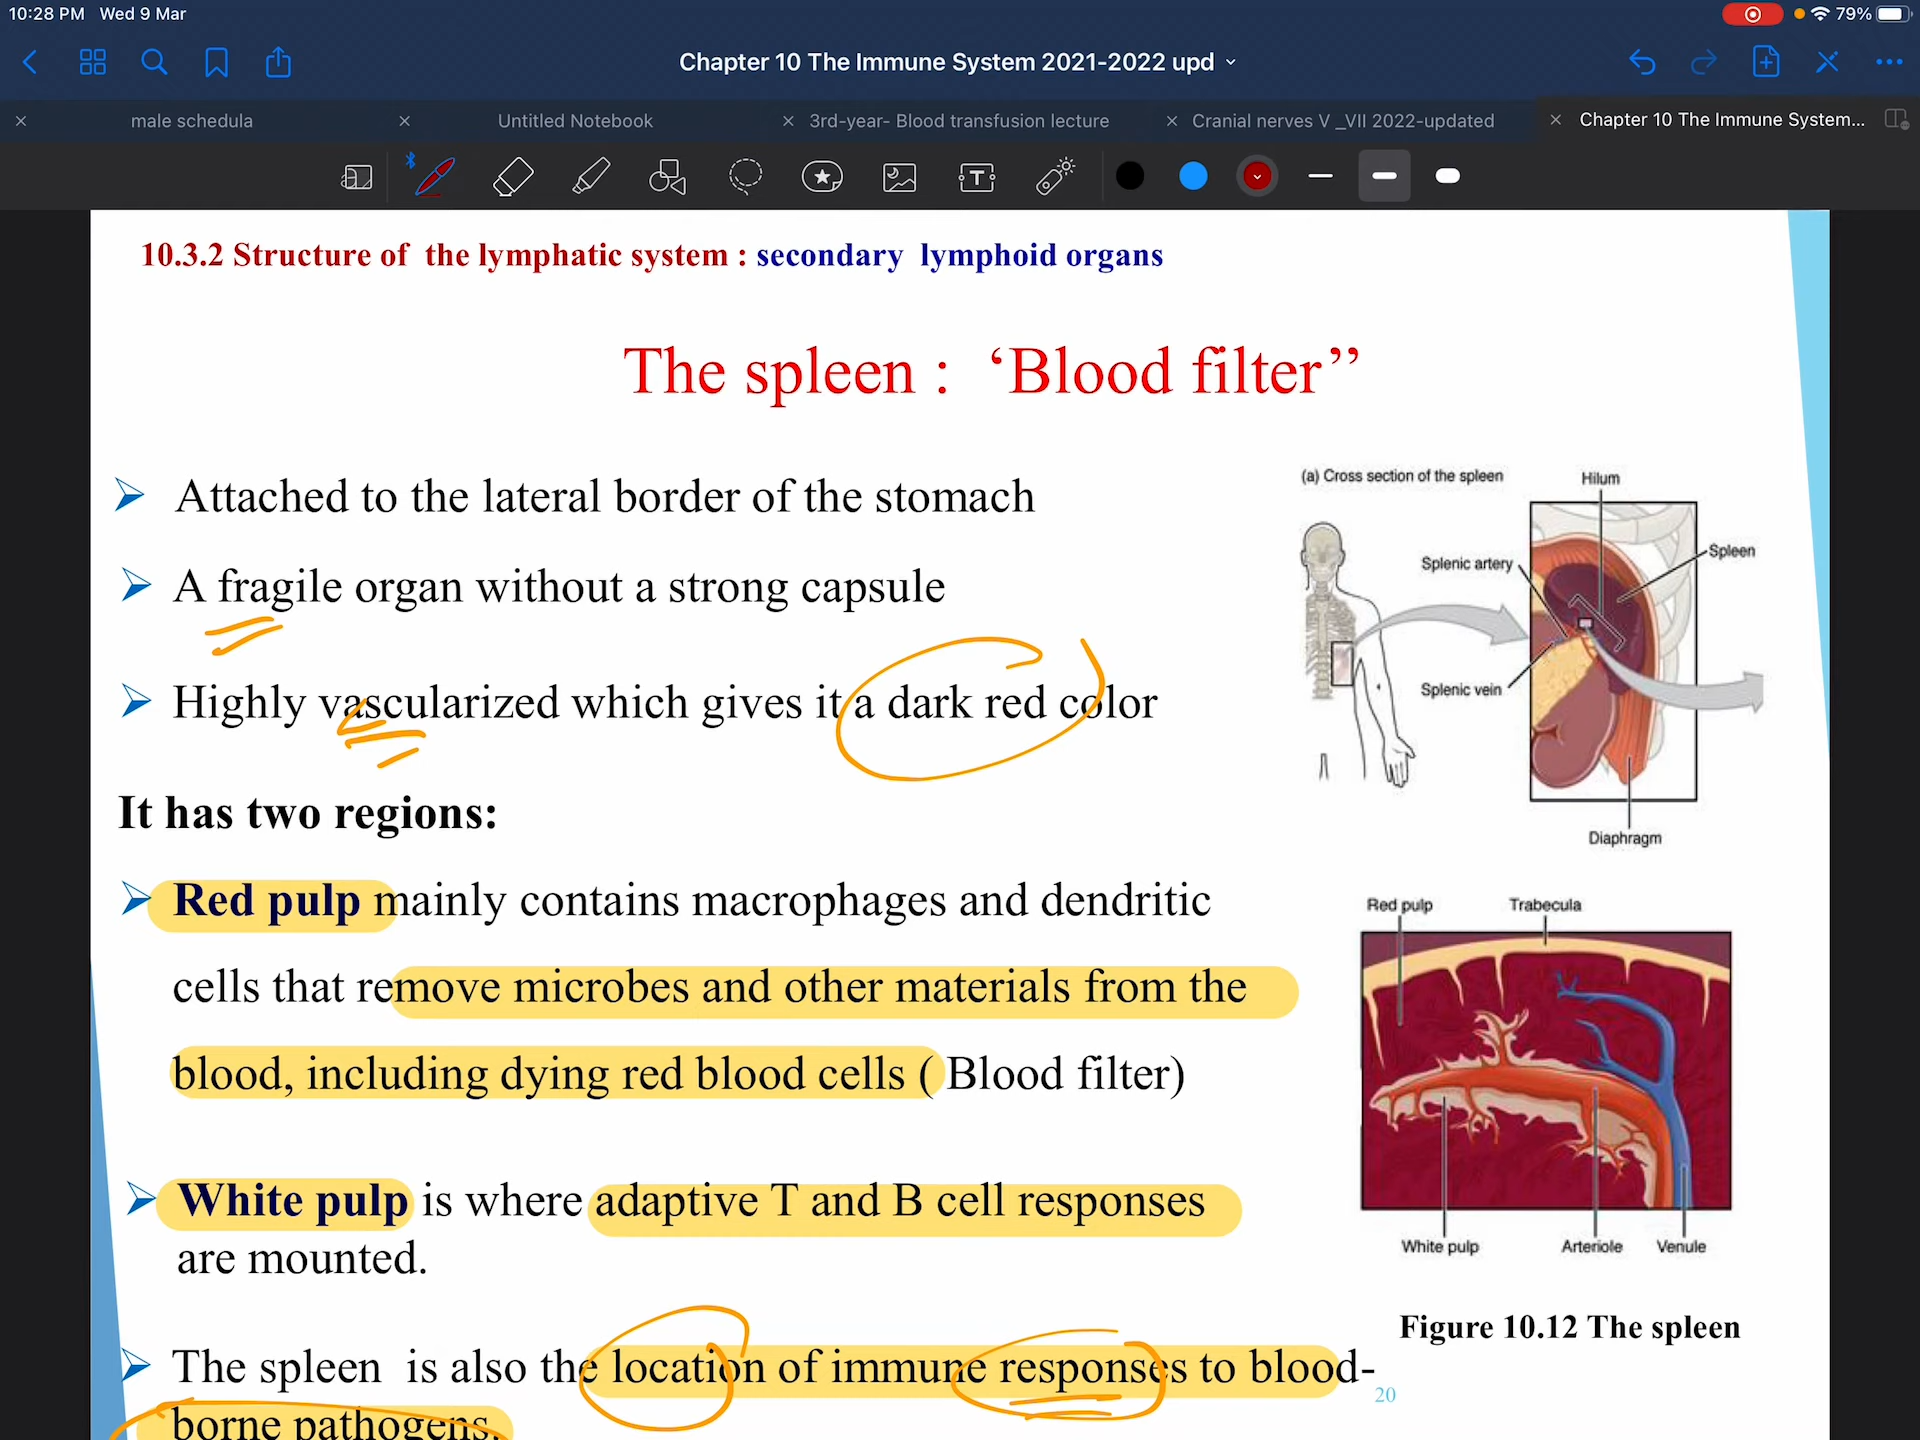 10:28 PM Wed 9 Mar
79%
Chapter 10 The Immune System 2021-2022 upd
male schedula
Untitled Notebook
3rd-year- Blood transfusion lecture
Cranial nerves V _VII 2022-updated
Chapter 10 The Immune System...
10.3.2 Structure of the lymphatic system : secondary lymphoid organs
The spleen : ‘Blood filter’’
Attached to the lateral border of the stomach
A fragile organ without a strong capsule
Highly vascularized which gives it a dark red color
It has two regions:
Red pulp mainly contains macrophages and dendritic
cells that remove microbes and other materials from the
blood, including dying red blood cells ( Blood filter)
White pulp is where adaptive T and B cell responses
are mounted.
The spleen is also the location of immune responses to blood-
borne pathogens.
(a) Cross section of the spleen
Hilum
Spleen
Splenic artery
Splenic vein
Diaphragm
Red pulp
Trabecula
White pulp
Arteriole
Venule
Figure 10.12 The spleen
20